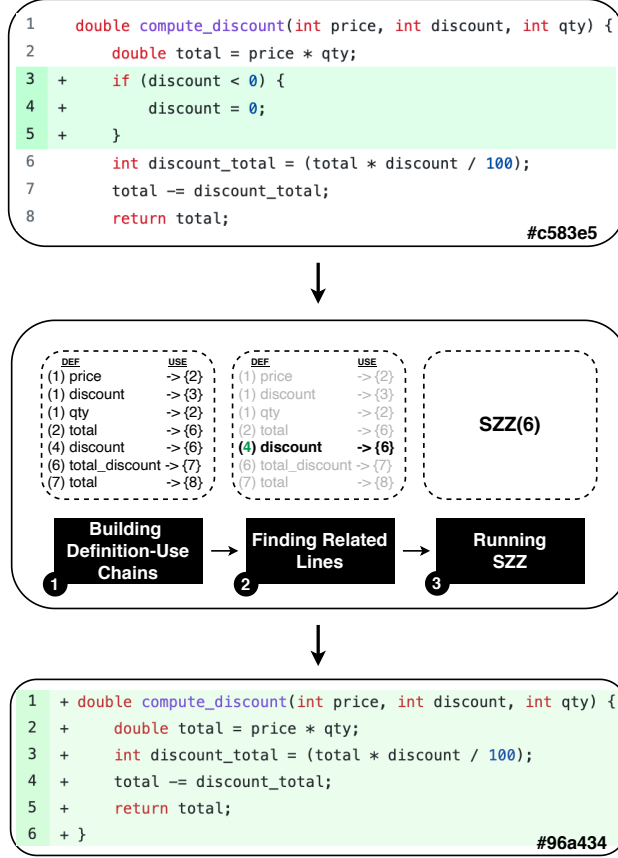 1 double compute_discount(int price, int discount, int qty) {
2 double total = price * qty;
3 + if (discount < 0) {
4 + discount = 0;
5 + }
6 int discount_total = (total * discount / 100);
7 total -= discount_total;
8 return total;
#c583e5
DEF USE
(1) price -> {2}
(1) discount -> {3}
(1) qty -> {2}
(2) total -> {6}
(4) discount -> {6}
(6) total_discount -> {7}
(7) total -> {8}
DEF USE
(1) price -> {2}
(1) discount -> {3}
(1) qty -> {2}
(2) total -> {6}
(4) discount -> {6}
(6) total_discount -> {7}
(7) total -> {8}
SZZ(6)
Building
Definition-Use
Chains
1
Finding Related
Lines
2
Running
SZZ
3
1 + double compute_discount(int price, int discount, int qty) {
2 + double total = price * qty;
3 + int discount_total = (total * discount / 100);
4 + total -= discount_total;
5 + return total;
6 + }
#96a434